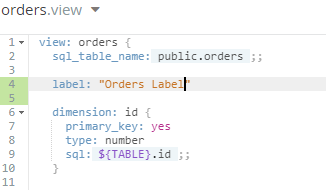 orders.view
1 view: orders {
2 sql_table_name: public.orders ;;
3
4 label: "Orders Label"
5
6 dimension: id {
7 primary_key: yes
8 type: number
9 sql: ${TABLE}.id ;;
10 }
11